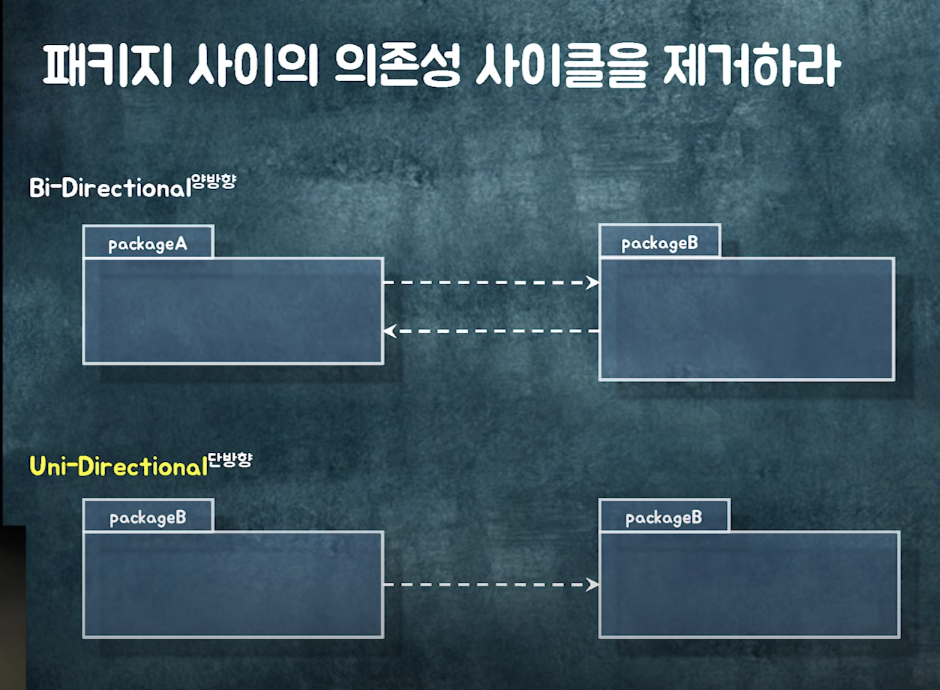 패키지 사이의 의존성 사이클을 제거하라
Bi-Directional양방향
packageA
packageB
Uni-Directional단방향
packageB
packageB